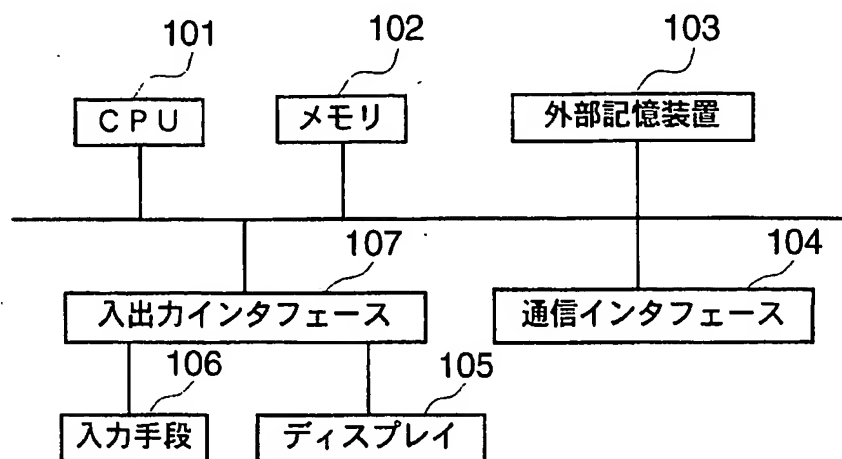 101
102
103
ＣＰＵ
メモリ
外部記憶装置
107
104
入出力インタフェース
通信インタフェース
106
105
入力手段
ディスプレイ